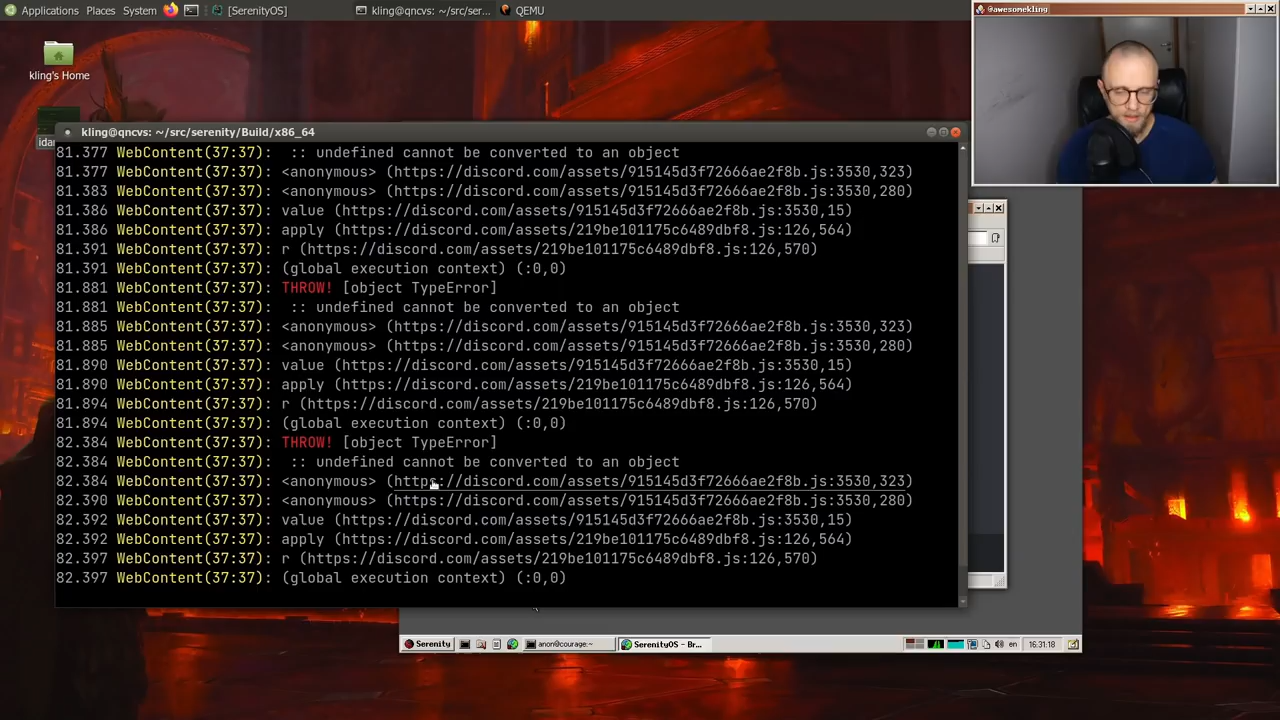 Applications Places System [SerenityOS] kling@qncvs: ~/src/ser... QEMU
@awesomekling
kling's Home
kling@qncvs: ~/src/serenity/Build/x86_64
81.377 WebContent(37:37):  :: undefined cannot be converted to an object
81.377 WebContent(37:37): <anonymous> (https://discord.com/assets/915145d3f72666ae2f8b.js:3530,323)
81.383 WebContent(37:37): <anonymous> (https://discord.com/assets/915145d3f72666ae2f8b.js:3530,280)
81.386 WebContent(37:37): value (https://discord.com/assets/915145d3f72666ae2f8b.js:3530,15)
81.386 WebContent(37:37): apply (https://discord.com/assets/219be101175c6489dbf8.js:126,564)
81.391 WebContent(37:37): r (https://discord.com/assets/219be101175c6489dbf8.js:126,570)
81.391 WebContent(37:37): (global execution context) (:0,0)
81.881 WebContent(37:37): THROW! [object TypeError]
81.881 WebContent(37:37):  :: undefined cannot be converted to an object
81.885 WebContent(37:37): <anonymous> (https://discord.com/assets/915145d3f72666ae2f8b.js:3530,323)
81.885 WebContent(37:37): <anonymous> (https://discord.com/assets/915145d3f72666ae2f8b.js:3530,280)
81.890 WebContent(37:37): value (https://discord.com/assets/915145d3f72666ae2f8b.js:3530,15)
81.890 WebContent(37:37): apply (https://discord.com/assets/219be101175c6489dbf8.js:126,564)
81.894 WebContent(37:37): r (https://discord.com/assets/219be101175c6489dbf8.js:126,570)
81.894 WebContent(37:37): (global execution context) (:0,0)
82.384 WebContent(37:37): THROW! [object TypeError]
82.384 WebContent(37:37):  :: undefined cannot be converted to an object
82.384 WebContent(37:37): <anonymous> (https://discord.com/assets/915145d3f72666ae2f8b.js:3530,323)
82.390 WebContent(37:37): <anonymous> (https://discord.com/assets/915145d3f72666ae2f8b.js:3530,280)
82.392 WebContent(37:37): value (https://discord.com/assets/915145d3f72666ae2f8b.js:3530,15)
82.392 WebContent(37:37): apply (https://discord.com/assets/219be101175c6489dbf8.js:126,564)
82.397 WebContent(37:37): r (https://discord.com/assets/219be101175c6489dbf8.js:126,570)
82.397 WebContent(37:37): (global execution context) (:0,0)
Serenity anon@courage:~ SerenityOS - Br... en 16:31:18